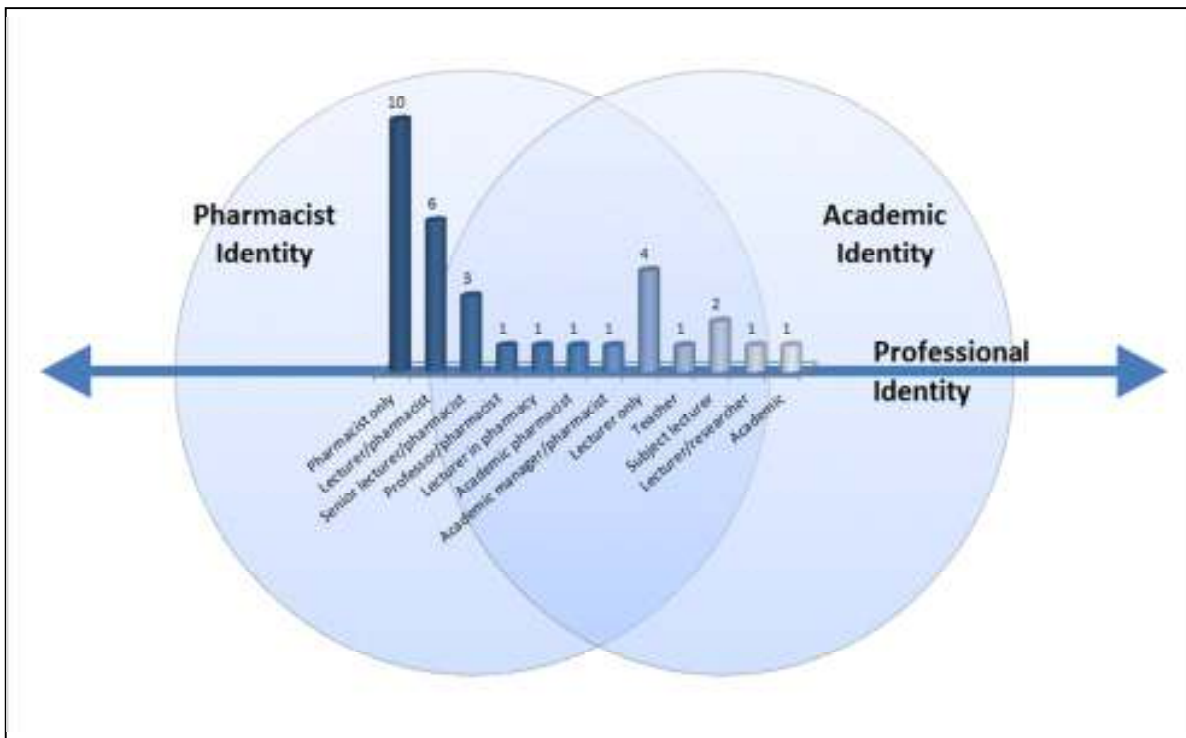 10
Pharmacist
Identity
6
3
1
1
1
1
4
1
2
1
1
Academic
Identity
Professional
Identity
Pharmacist only
Lecturer/pharmacist
Senior lecturer/pharmacist
Professor/pharmacist
Lecturer in pharmacy
Academic pharmacist
Academic manager/pharmacist
Lecturer only
Teacher
Subject lecturer
Lecturer/researcher
Academic